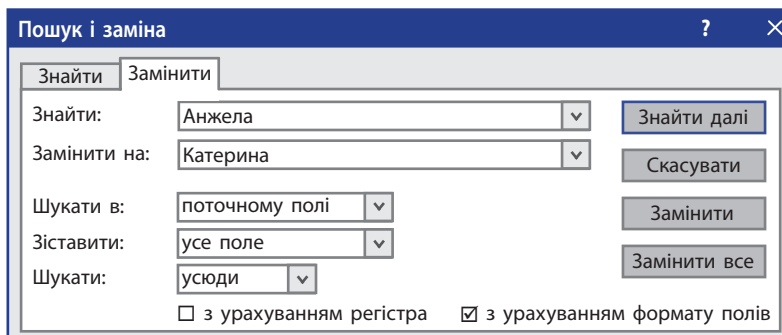 Пошук і заміна ? ×
Знайти Замінити
Знайти: Анжела Знайти далі
Замінити на: Катерина Скасувати
Шукати в: поточному полі Замінити
Зіставити: усе поле Замінити все
Шукати: усюди
з урахуванням регістра з урахуванням формату полів